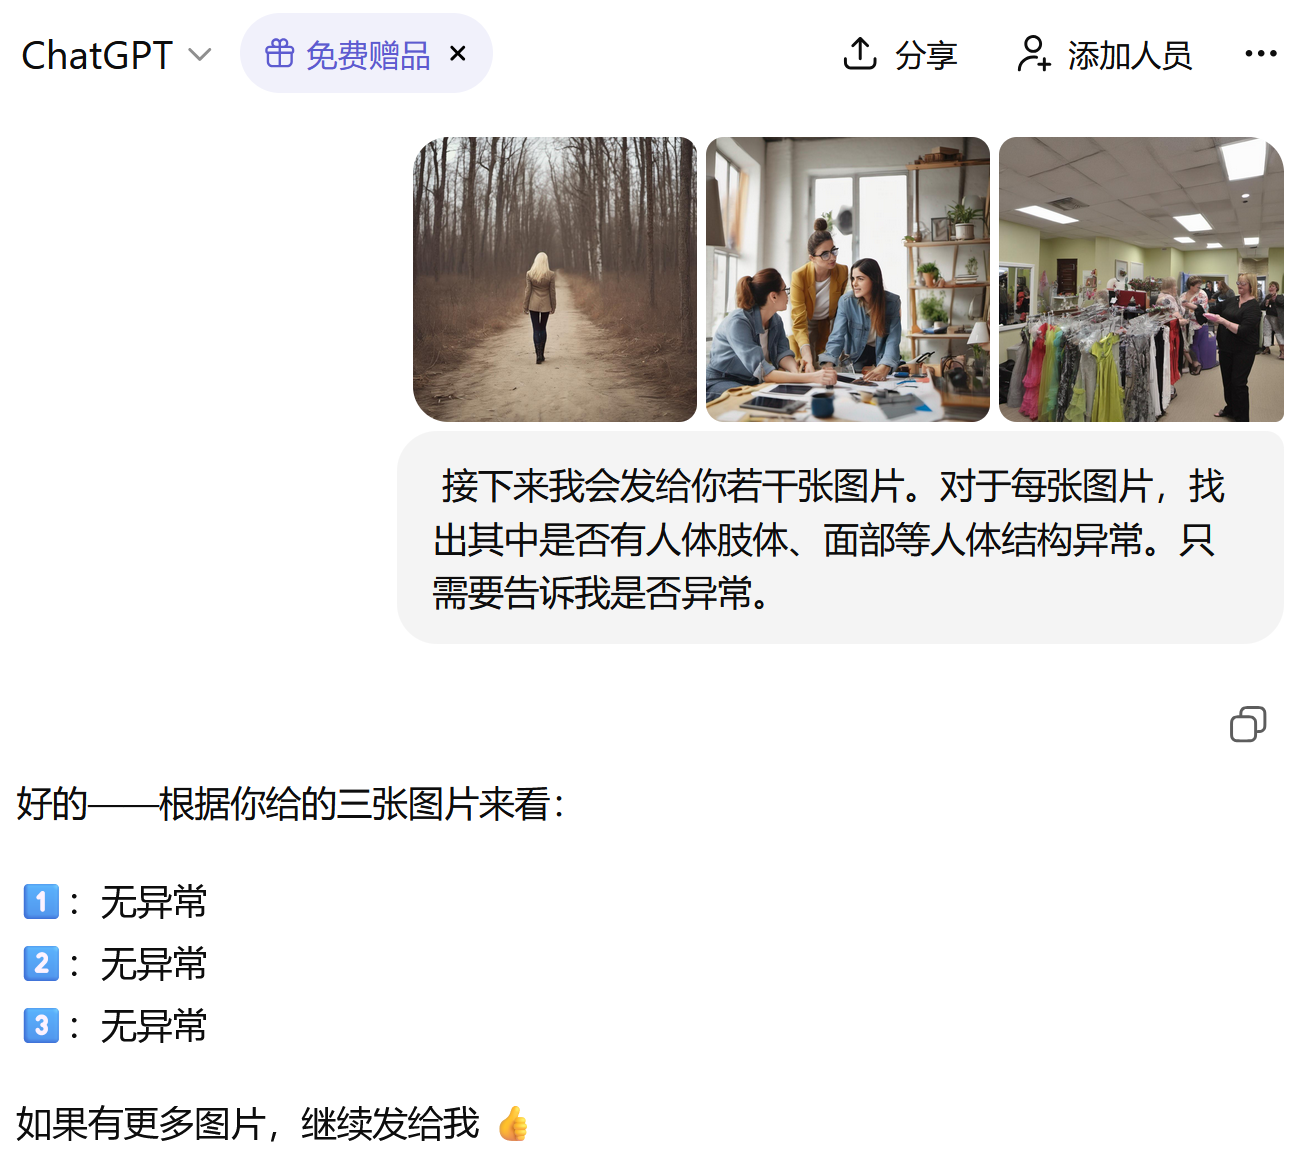 ChatGPT 免费赠品 × 分享 添加人员 ···
接下来我会发给你若干张图片。对于每张图片，找
出其中是否有人体肢体、面部等人体结构异常。只
需要告诉我是否异常。
好的——根据你给的三张图片来看：
1️⃣：无异常
2️⃣：无异常
3️⃣：无异常
如果有更多图片，继续发给我 👍